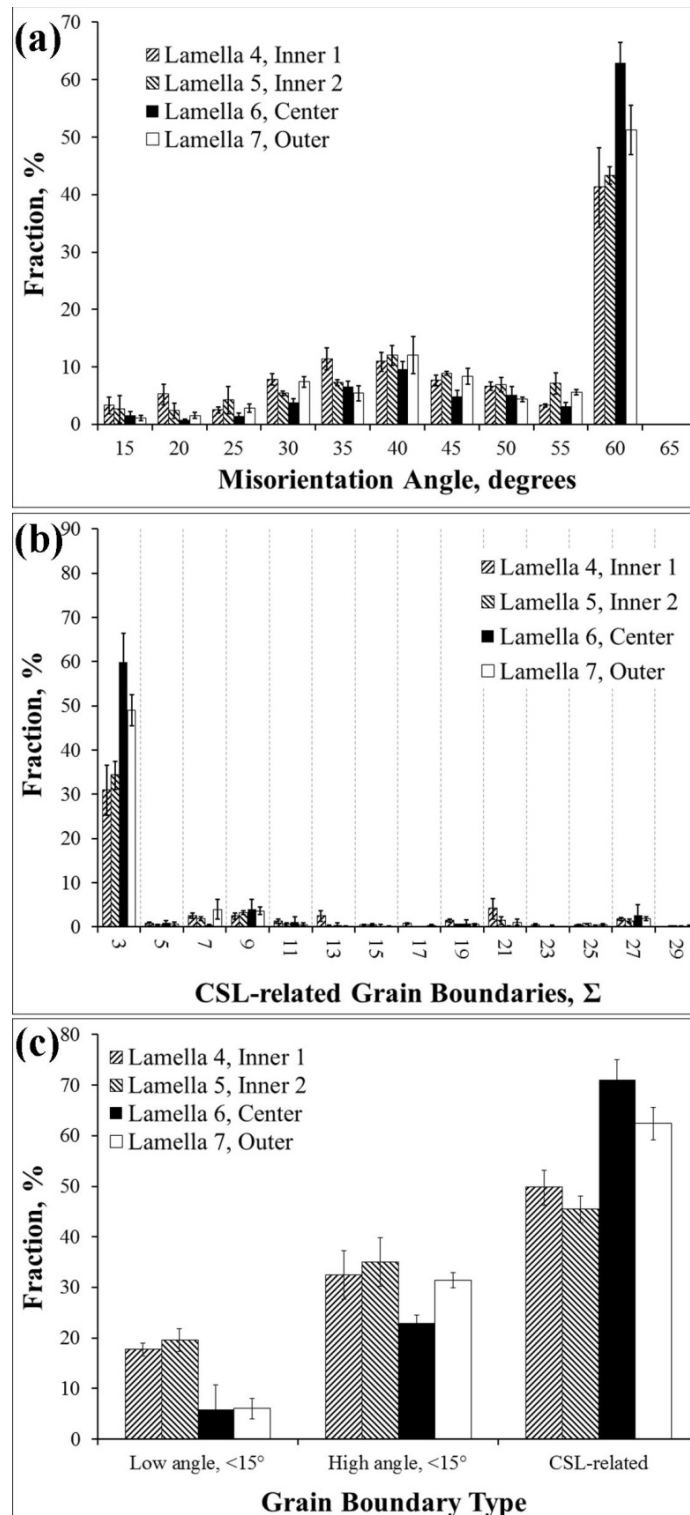 (a)
70
60
50
40
30
20
10
0
Fraction, %
Lamella 4, Inner 1
Lamella 5, Inner 2
Lamella 6, Center
Lamella 7, Outer
15 20 25 30 35 40 45 50 55 60 65
Misorientation Angle, degrees
(b)
90
80
70
60
50
40
30
20
10
0
Fraction, %
Lamella 4, Inner 1
Lamella 5, Inner 2
Lamella 6, Center
Lamella 7, Outer
3 5 7 9 11 13 15 17 19 21 23 25 27 29
CSL-related Grain Boundaries, Σ
(c)
80
70
60
50
40
30
20
10
0
Fraction, %
Lamella 4, Inner 1
Lamella 5, Inner 2
Lamella 6, Center
Lamella 7, Outer
Low angle, <15° High angle, <15° CSL-related
Grain Boundary Type